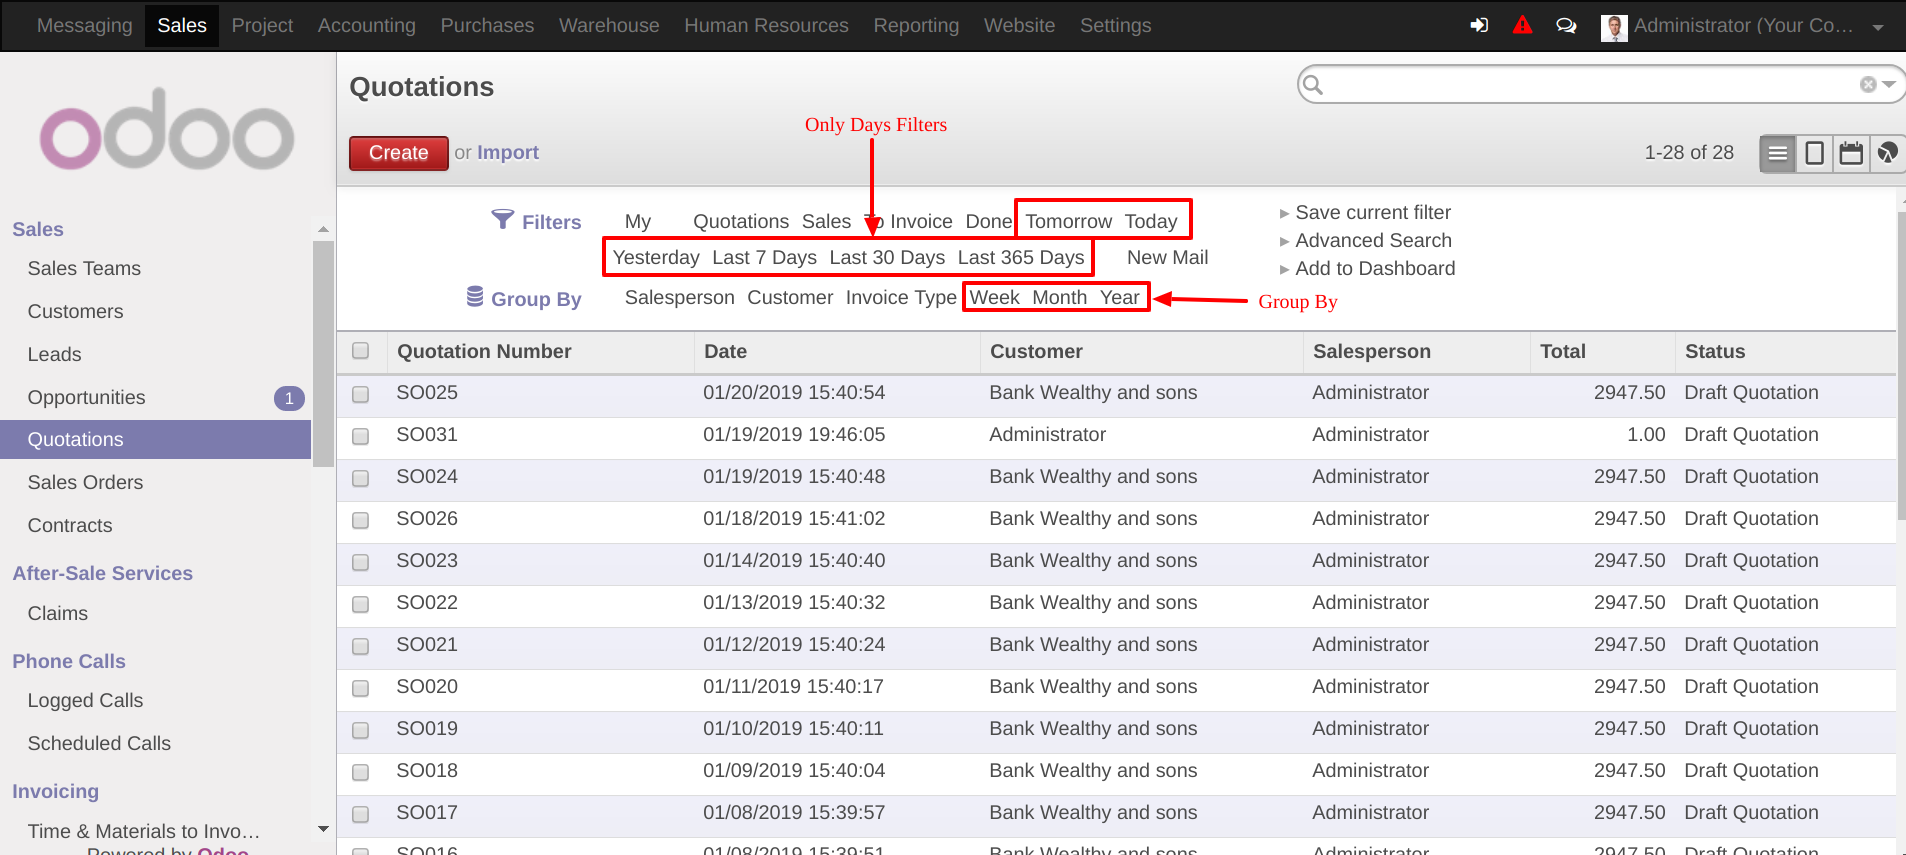 Messaging Sales Project Accounting Purchases Warehouse Human Resources Reporting Website Settings Administrator (Your Co...
odoo
Sales
Sales Teams
Customers
Leads
Opportunities 1
Quotations
Sales Orders
Contracts
After-Sale Services
Claims
Phone Calls
Logged Calls
Scheduled Calls
Invoicing
Time & Materials to Invo...
Powered by Odoo
Quotations
Only Days Filters
Create or Import
1-28 of 28
Filters My Quotations Sales To Invoice Done Tomorrow Today
Yesterday Last 7 Days Last 30 Days Last 365 Days New Mail
Group By Salesperson Customer Invoice Type Week Month Year
Group By
Save current filter
Advanced Search
Add to Dashboard
Quotation Number Date Customer Salesperson Total Status
SO025 01/20/2019 15:40:54 Bank Wealthy and sons Administrator 2947.50 Draft Quotation
SO031 01/19/2019 19:46:05 Administrator Administrator 1.00 Draft Quotation
SO024 01/19/2019 15:40:48 Bank Wealthy and sons Administrator 2947.50 Draft Quotation
SO026 01/18/2019 15:41:02 Bank Wealthy and sons Administrator 2947.50 Draft Quotation
SO023 01/14/2019 15:40:40 Bank Wealthy and sons Administrator 2947.50 Draft Quotation
SO022 01/13/2019 15:40:32 Bank Wealthy and sons Administrator 2947.50 Draft Quotation
SO021 01/12/2019 15:40:24 Bank Wealthy and sons Administrator 2947.50 Draft Quotation
SO020 01/11/2019 15:40:17 Bank Wealthy and sons Administrator 2947.50 Draft Quotation
SO019 01/10/2019 15:40:11 Bank Wealthy and sons Administrator 2947.50 Draft Quotation
SO018 01/09/2019 15:40:04 Bank Wealthy and sons Administrator 2947.50 Draft Quotation
SO017 01/08/2019 15:39:57 Bank Wealthy and sons Administrator 2947.50 Draft Quotation
SO016 01/08/2019 15:39:51 Bank Wealthy and sons Administrator 2947.50 Draft Quotation